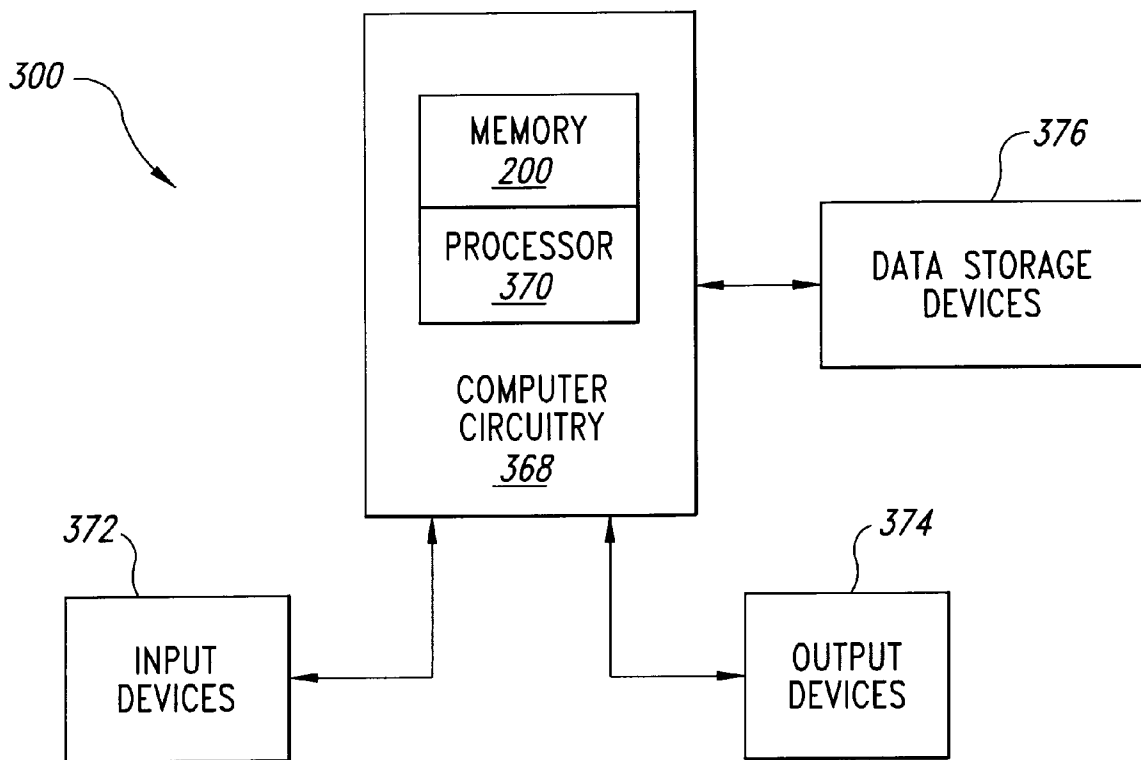 300
MEMORY
200
PROCESSOR
370
COMPUTER
CIRCUITRY
368
376
DATA STORAGE
DEVICES
372
INPUT
DEVICES
374
OUTPUT
DEVICES